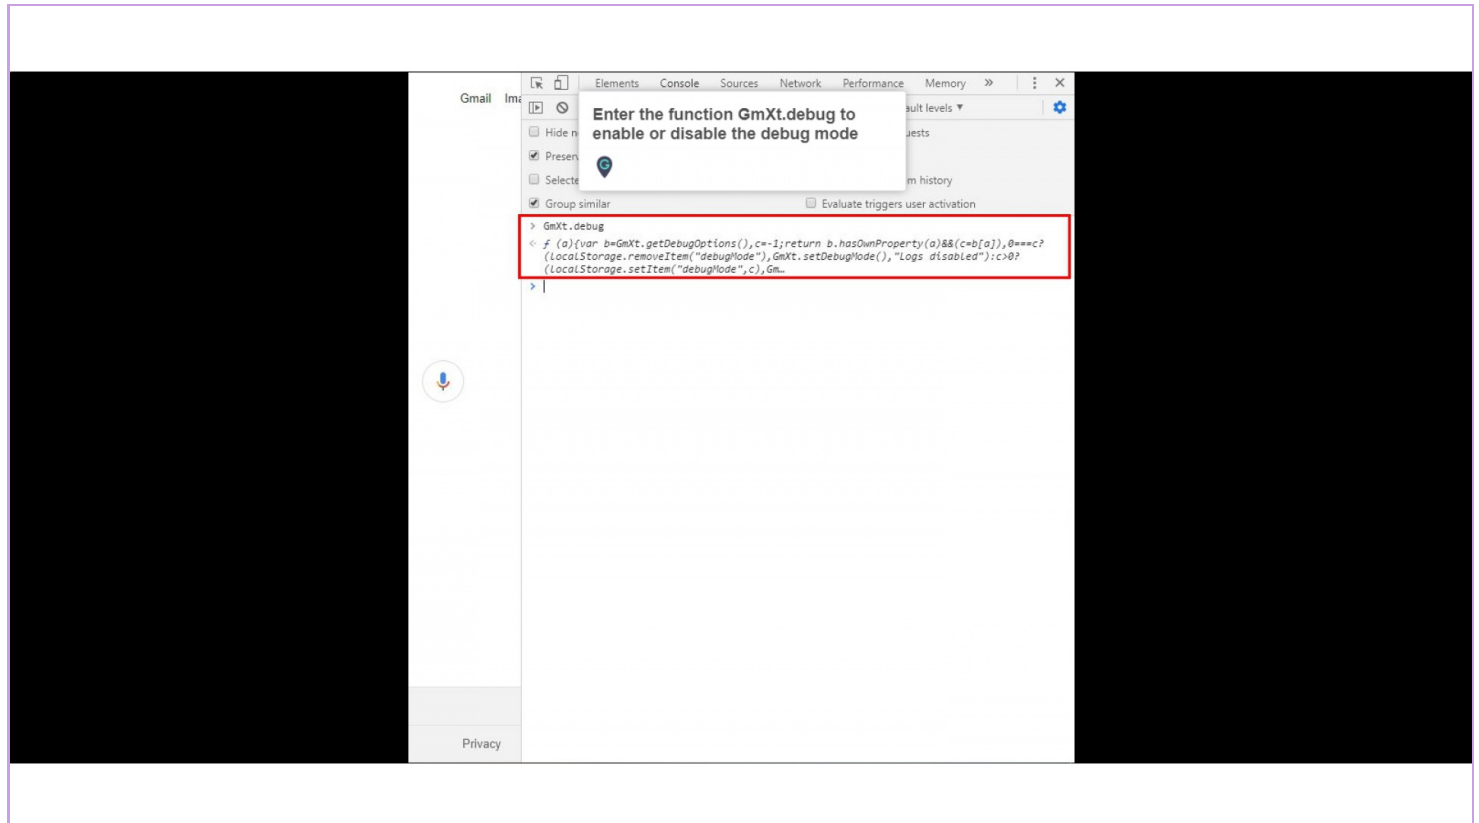 Gmail Ima
Elements Console Sources Network Performance Memory »
Enter the function GmXt.debug to
enable or disable the debug mode
G
ault levels ▼
Hide n
uests
Preserv
Selecte
m history
Group similar
Evaluate triggers user activation
> GmXt.debug
ƒ (a){var b=GmXt.getDebugOptions(),c=-1;return b.hasOwnProperty(a)&&(c=b[a]),0===c?
(localStorage.removeItem("debugMode"),GmXt.setDebugMode(),"Logs disabled"):c>0?
(localStorage.setItem("debugMode",c),Gm…
>
Privacy